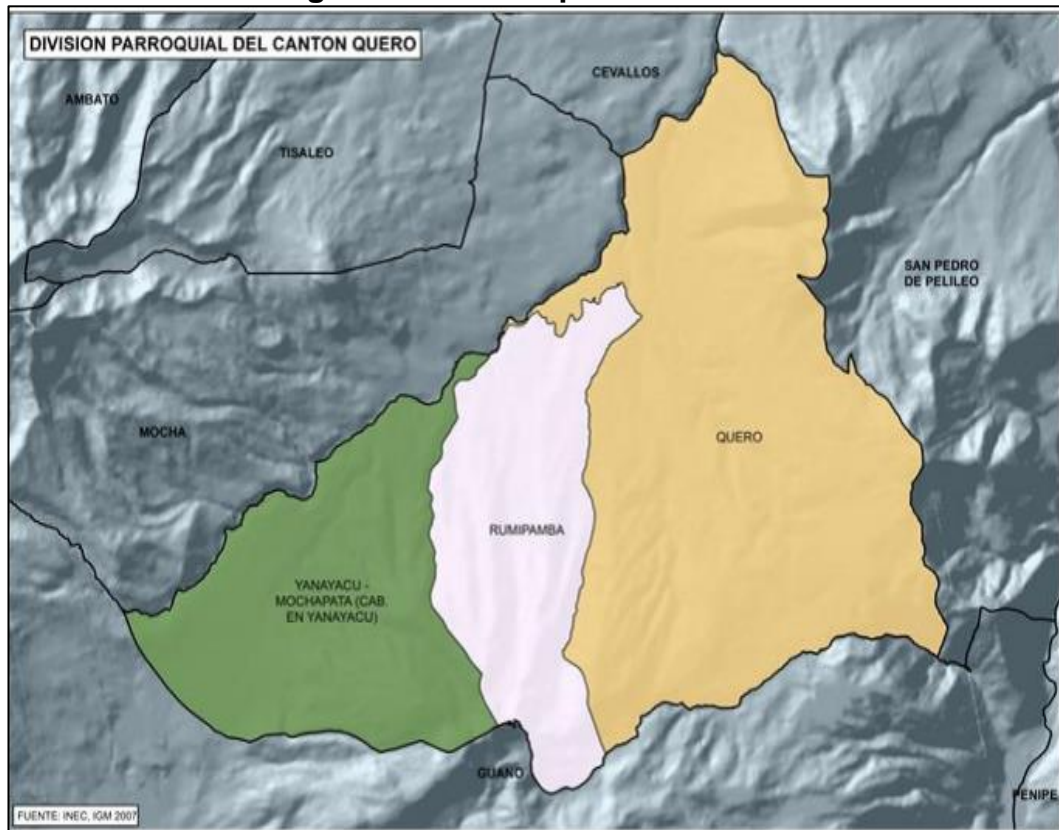 DIVISION PARROQUIAL DEL CANTON QUERO
CEVALLOS
AMBATO
TISALEO
SAN PEDRO
DE PELILEO
MOCHA
QUERO
RUMIPAMBA
YANAYACU -
MOCHAPATA (CAB.
EN YANAYACU)
GUANO
PENIPE
FUENTE: INEC, IGM 2007